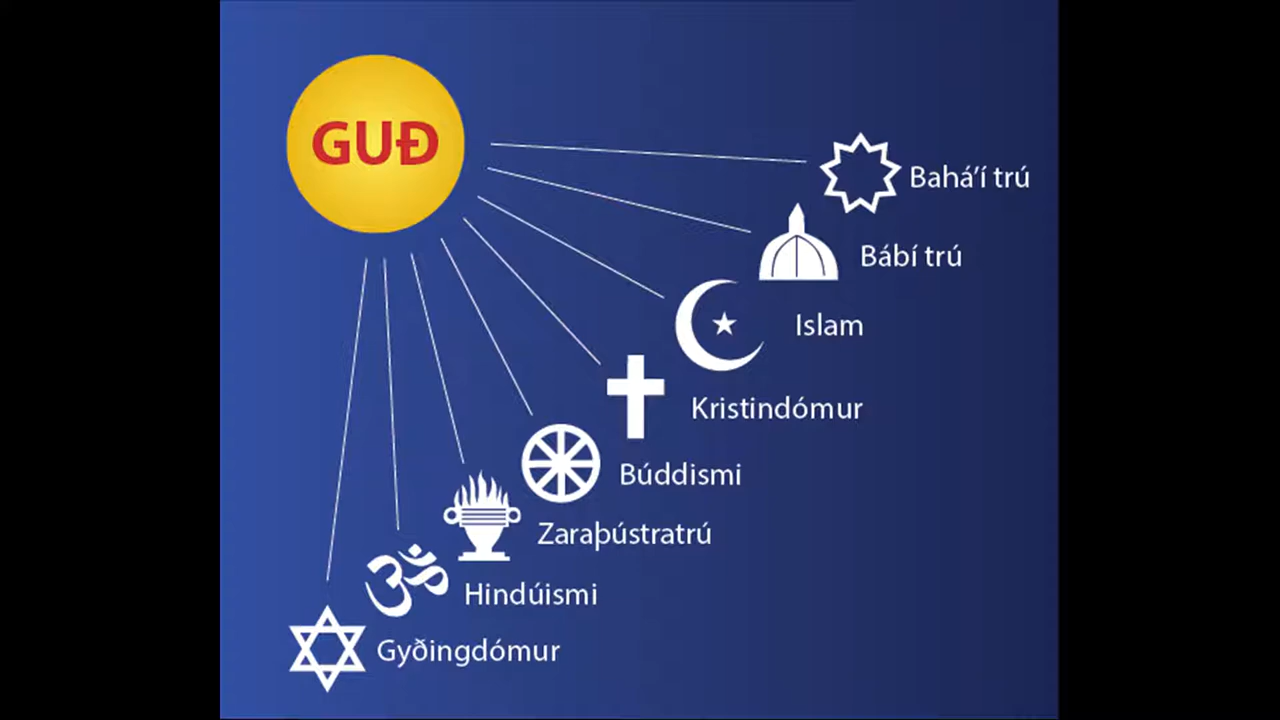 GUÐ
Bahá’í trú
Bábí trú
Islam
Kristindómur
Búddismi
Zaraþústratrú
Hindúismi
Gyðingdómur